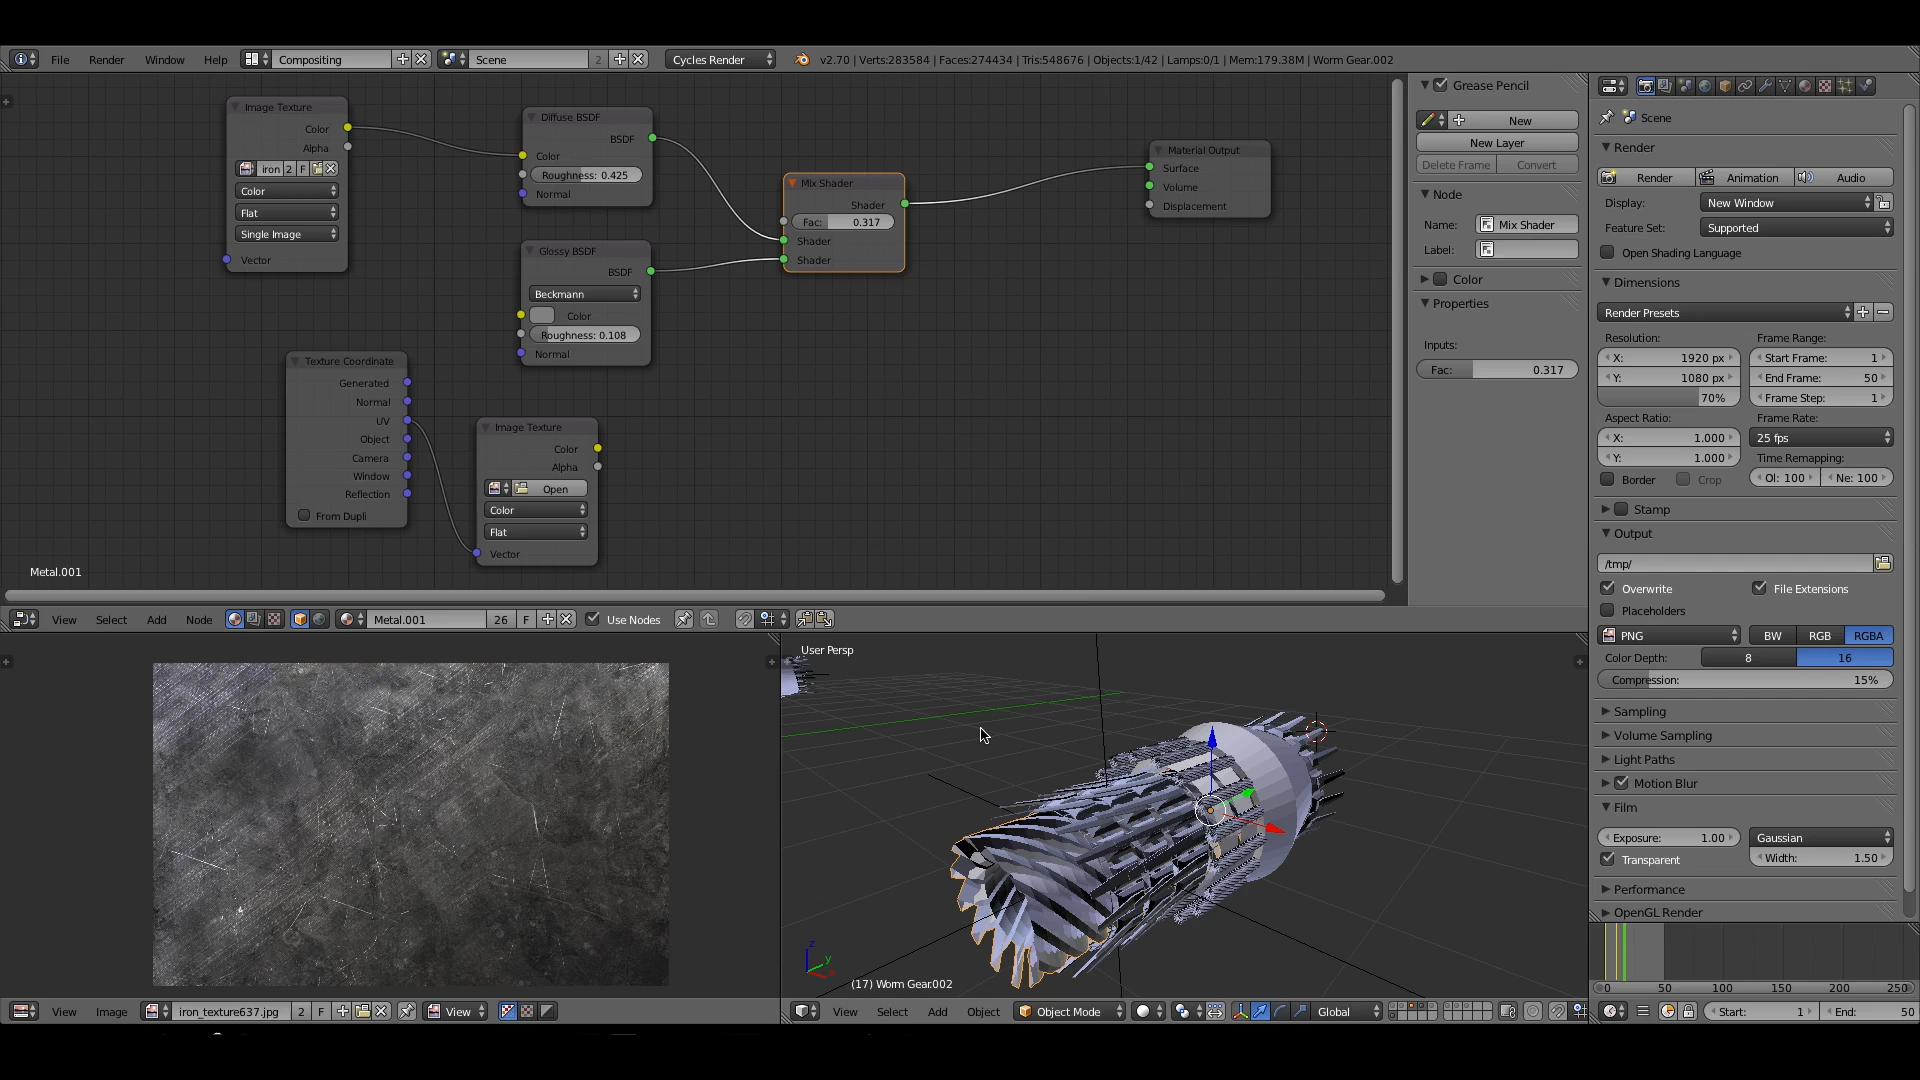 File Render Window Help Compositing Scene 2 Cycles Render v2.70 | Verts:283584 | Faces:274434 | Tris:548676 | Objects:1/42 | Lamps:0/1 | Mem:179.38M | Worm Gear.002
Image Texture
Color
Alpha
iron 2 F
Color
Flat
Single Image
Vector
Diffuse BSDF
BSDF
Color
Roughness: 0.425
Normal
Glossy BSDF
BSDF
Beckmann
Color
Roughness: 0.108
Normal
Mix Shader
Shader
Fac: 0.317
Shader
Shader
Material Output
Surface
Volume
Displacement
Texture Coordinate
Generated
Normal
UV
Object
Camera
Window
Reflection
From Dupli
Image Texture
Color
Alpha
Open
Color
Flat
Vector
Metal.001
View Select Add Node Metal.001 26 F Use Nodes
Grease Pencil
New
New Layer
Delete Frame Convert
Node
Name: Mix Shader
Label:
Color
Properties
Inputs:
Fac: 0.317
Scene
Render
Render Animation Audio
Display: New Window
Feature Set: Supported
Open Shading Language
Dimensions
Render Presets
Resolution: Frame Range:
X: 1920 px Start Frame: 1
Y: 1080 px End Frame: 50
70% Frame Step: 1
Aspect Ratio: Frame Rate:
X: 1.000 25 fps
Y: 1.000 Time Remapping:
Border Crop Ol: 100 Ne: 100
Stamp
Output
/tmp/
Overwrite File Extensions
Placeholders
PNG BW RGB RGBA
Color Depth: 8 16
Compression: 15%
Sampling
Volume Sampling
Light Paths
Motion Blur
Film
Exposure: 1.00 Gaussian
Transparent Width: 1.50
Performance
OpenGL Render
0 50 100 150 200 250
Start: 1 End: 50
User Persp
z
y
x
(17) Worm Gear.002
View Image iron_texture637.jpg 2 F View
View Select Add Object Object Mode Global